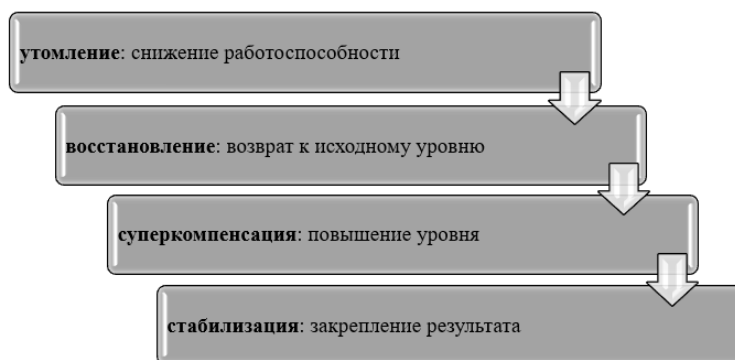 утомление: снижение работоспособности
восстановление: возврат к исходному уровню
суперкомпенсация: повышение уровня
стабилизация: закрепление результата